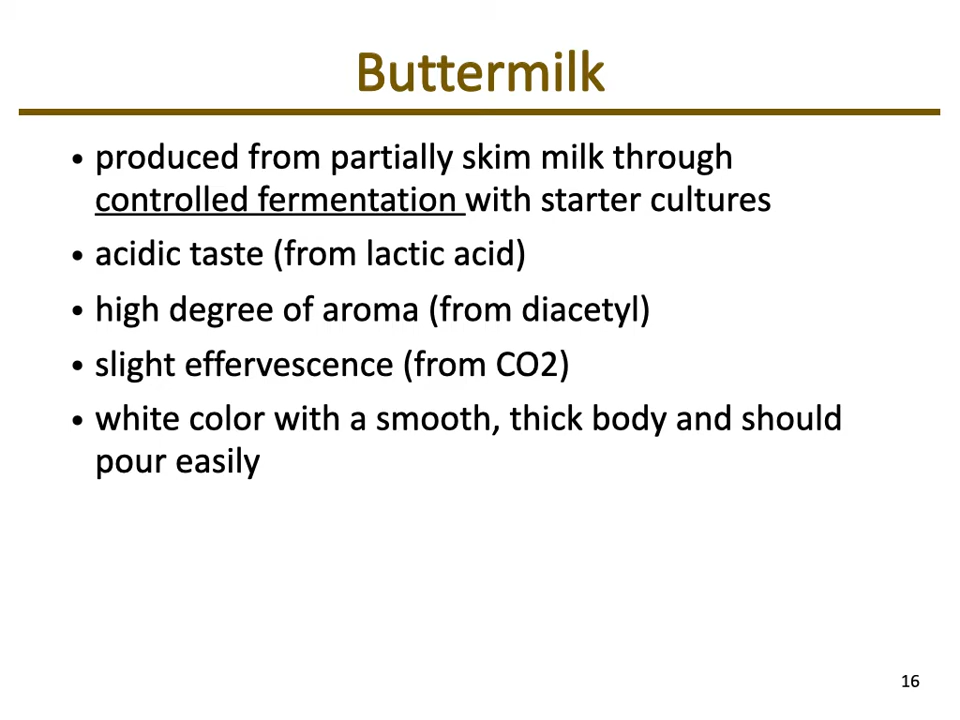 Buttermilk
• produced from partially skim milk through
controlled fermentation with starter cultures
• acidic taste (from lactic acid)
• high degree of aroma (from diacetyl)
• slight effervescence (from CO2)
• white color with a smooth, thick body and should
pour easily
16